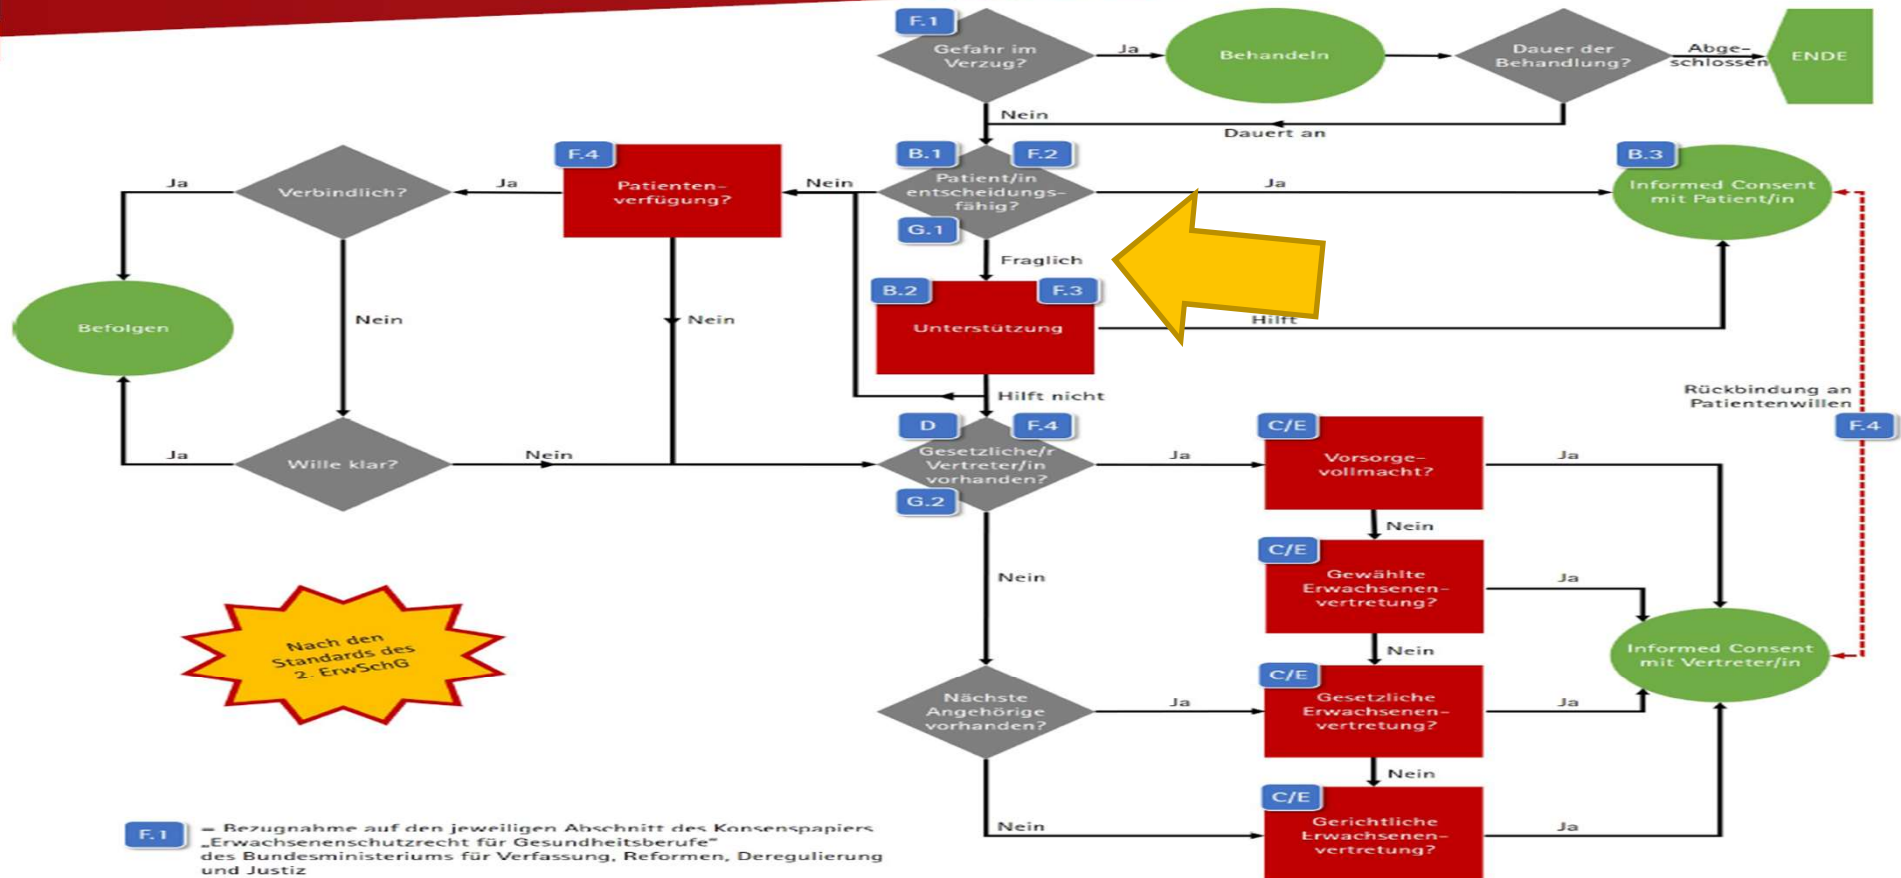 F.1
Gefahr im
Verzug?
Ja
Behandeln
Dauer der
Behandlung?
Abge-
schlossen
ENDE
Nein
Dauert an
B.1
F.2
Patient/in
entscheidungs-
fähig?
G.1
Nein
Ja
B.3
Informed Consent
mit Patient/in
F.4
Patienten-
verfügung?
Ja
Verbindlich?
Ja
Befolgen
Nein
Nein
Fraglich
B.2
F.3
Unterstützung
Hilft
Hilft nicht
Rückbindung an
Patientenwillen
F.4
Ja
Wille klar?
Nein
D
F.4
Gesetzliche/r
Vertreter/in
vorhanden?
G.2
Ja
C/E
Vorsorge-
vollmacht?
Ja
Nein
C/E
Gewählte
Erwachsenen-
vertretung?
Ja
Nein
Nein
Nach den
Standards des
2. ErwSchG
Nächste
Angehörige
vorhanden?
Ja
C/E
Gesetzliche
Erwachsenen-
vertretung?
Ja
Informed Consent
mit Vertreter/in
Nein
Nein
C/E
Gerichtliche
Erwachsenen-
vertretung?
Ja
F.1
= Bezugnahme auf den jeweiligen Abschnitt des Konsenspapiers
„Erwachsenenschutzrecht für Gesundheitsberufe“
des Bundesministeriums für Verfassung, Reformen, Deregulierung
und Justiz